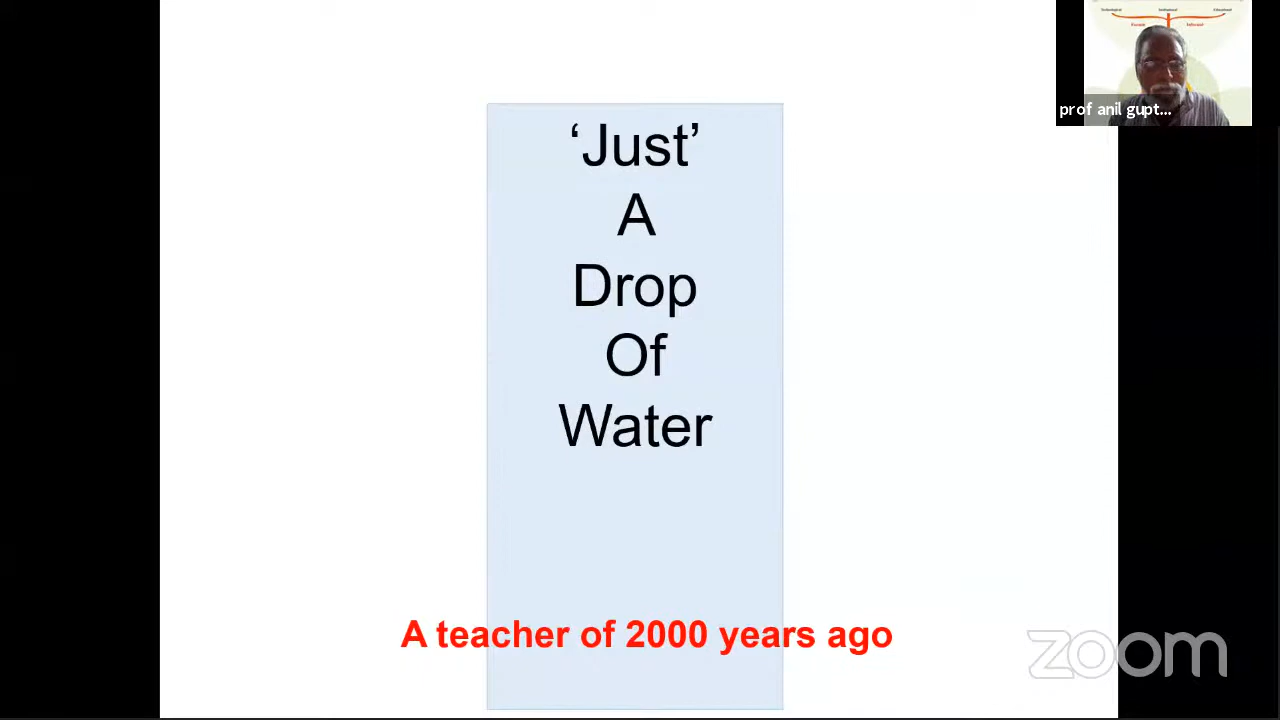 ‘Just’
A
Drop
Of
Water
A teacher of 2000 years ago
prof anil gupt...
zoom